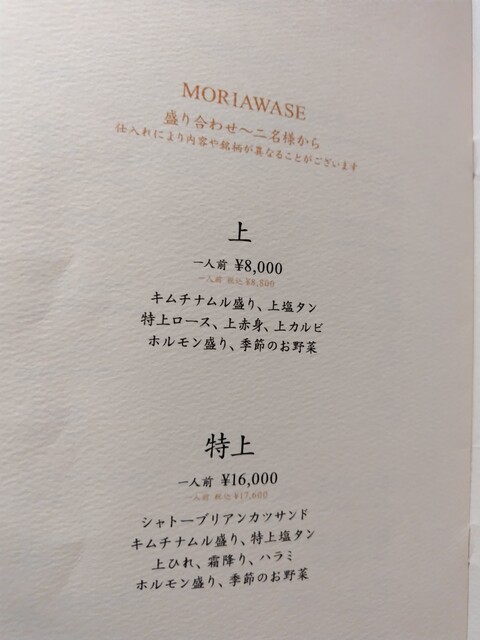 MORIAWASE
盛り合わせ〜二名様から
仕入れにより内容や銘柄が異なることがございます
上
一人前 ¥8,000
一人前 税込 ¥8,800
キムチナムル盛り、上塩タン
特上ロース、上赤身、上カルビ
ホルモン盛り、季節のお野菜
特上
一人前 ¥16,000
一人前 税込 ¥17,600
シャトーブリアンカツサンド
キムチナムル盛り、特上塩タン
上ひれ、霜降り、ハラミ
ホルモン盛り、季節のお野菜